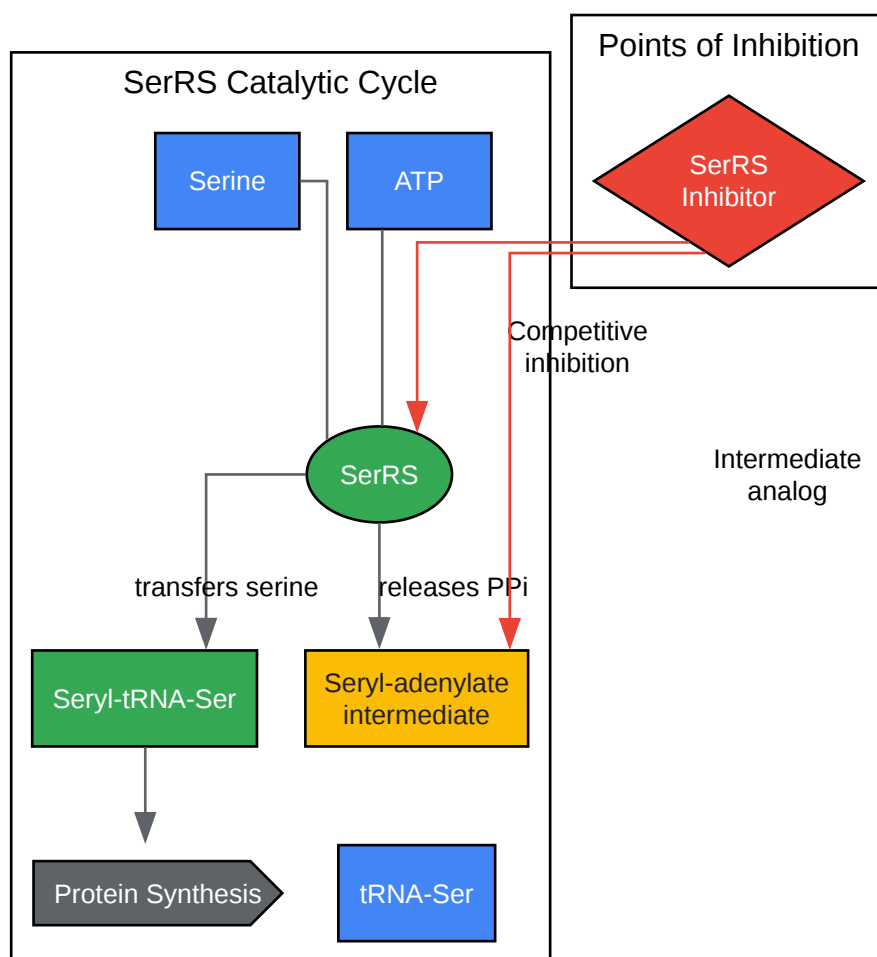 Points of Inhibition
SerRS Catalytic Cycle
Serine
ATP
SerRS
Inhibitor
Competitive
inhibition
SerRS
Intermediate
analog
transfers serine
releases PPi
Seryl-tRNA-Ser
Seryl-adenylate
intermediate
Protein Synthesis
tRNA-Ser